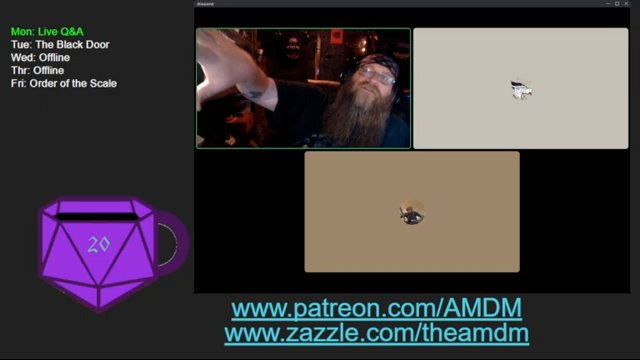 discord
Mon: Live Q&A
Tue: The Black Door
Wed: Offline
Thr: Offline
Fri: Order of the Scale
20
www.patreon.com/AMDM
www.zazzle.com/theamdm